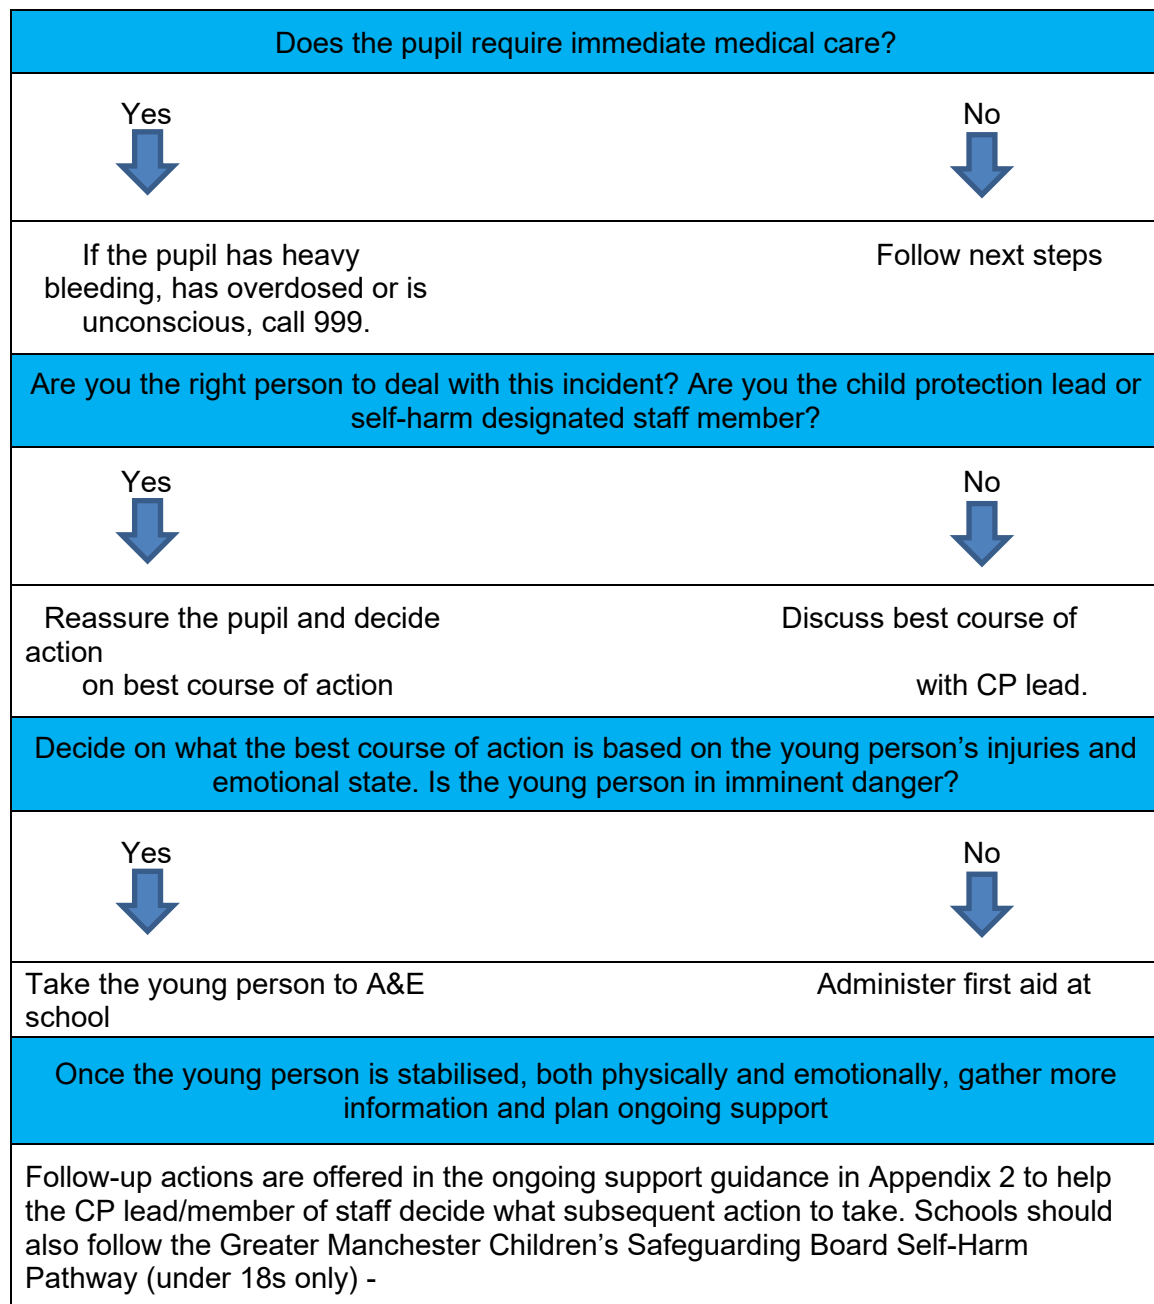 Does the pupil require immediate medical care?
Yes
No
If the pupil has heavy
bleeding, has overdosed or is
unconscious, call 999.
Follow next steps
Are you the right person to deal with this incident? Are you the child protection lead or
self-harm designated staff member?
Yes
No
Reassure the pupil and decide
Discuss best course of
action
on best course of action
with CP lead.
Decide on what the best course of action is based on the young person’s injuries and
emotional state. Is the young person in imminent danger?
Yes
No
Take the young person to A&E
Administer first aid at
school
Once the young person is stabilised, both physically and emotionally, gather more
information and plan ongoing support
Follow-up actions are offered in the ongoing support guidance in Appendix 2 to help
the CP lead/member of staff decide what subsequent action to take. Schools should
also follow the Greater Manchester Children’s Safeguarding Board Self-Harm
Pathway (under 18s only) -